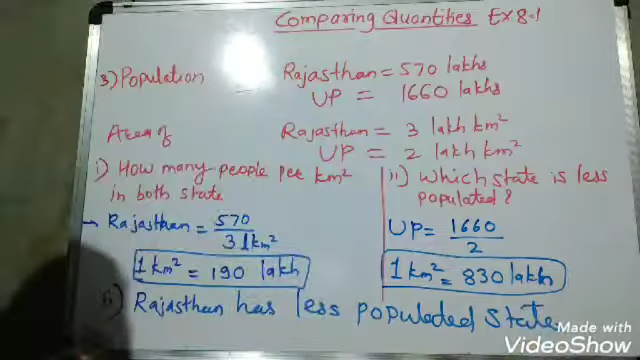 Comparing Quantities Ex 8.1
3) Population Rajasthan = 570 lakhs
UP = 1660 lakhs
Area of Rajasthan = 3 lakh km²
UP = 2 lakh km²
i) How many people per km²
in both state
→ Rajasthan = 570
3 lkm²
1 km² = 190 lakh
ii) which state is less
populated?
UP = 1660
2
1 km² = 830 lakh
ii) Rajasthan has less populated state
Made with
VideoShow